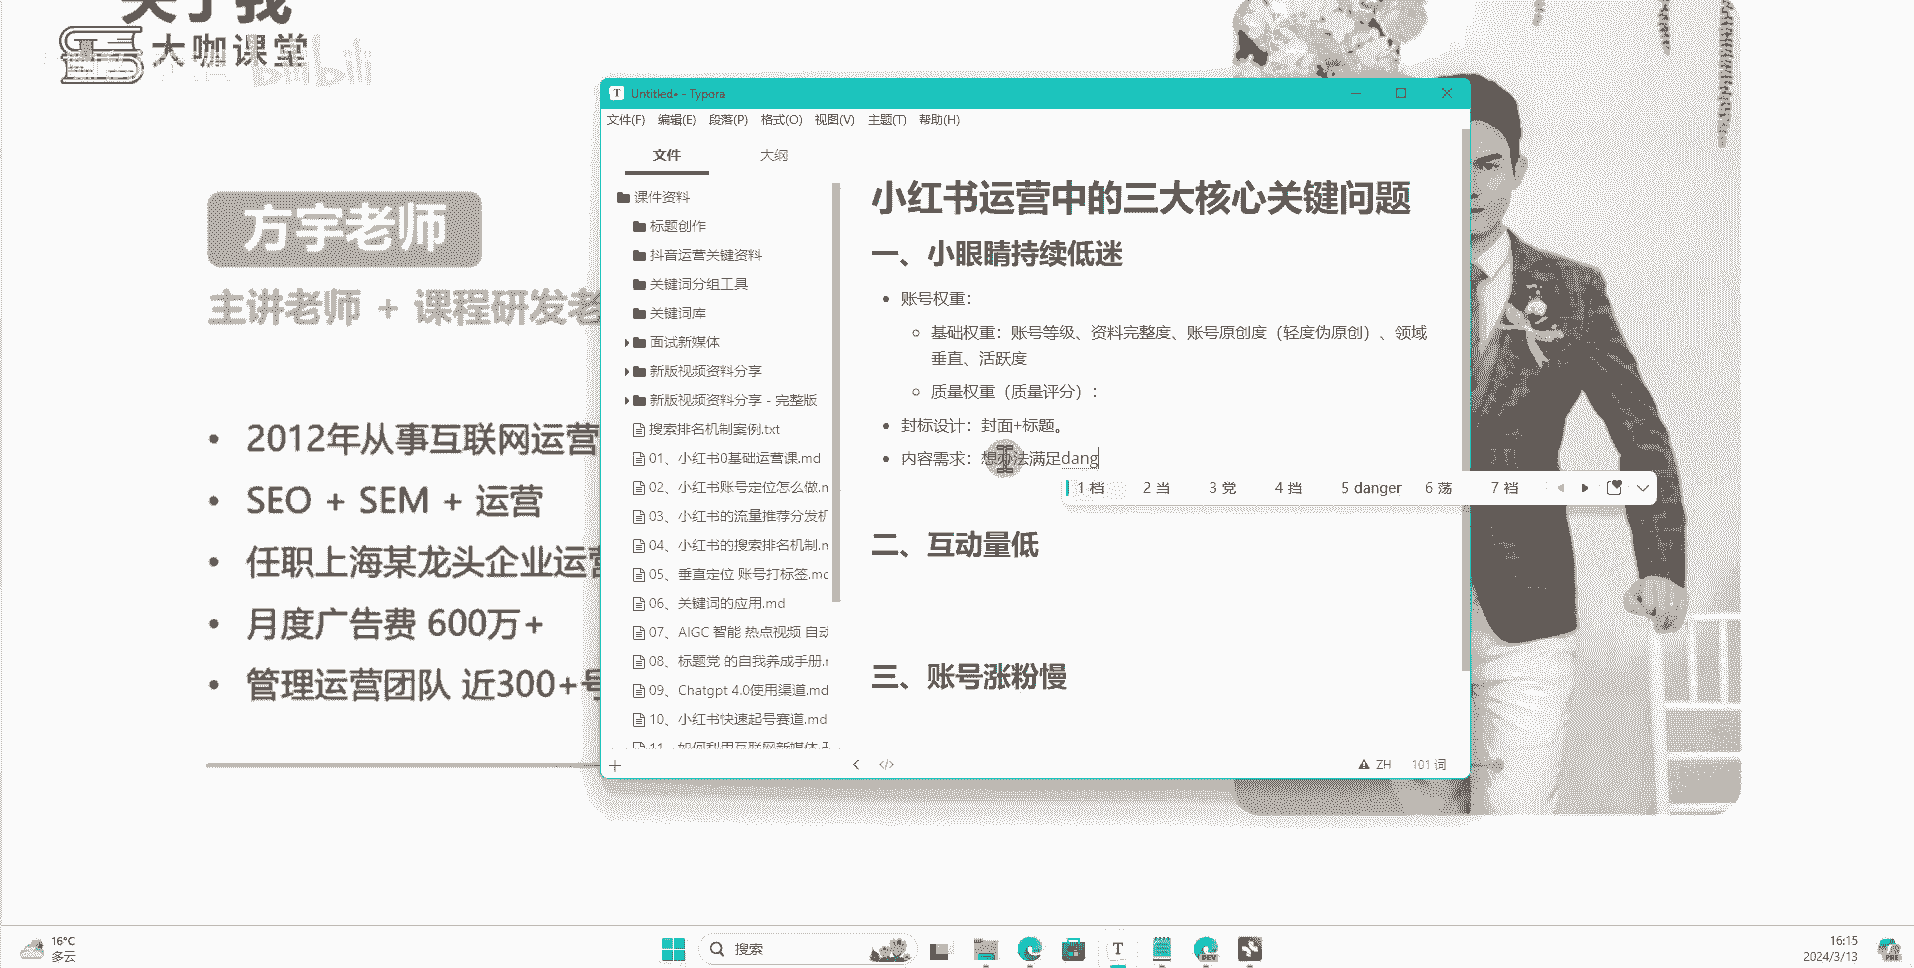 关于我
大咖课堂
bilibili
方宇老师
主讲老师 + 课程研发老
2012年从事互联网运营
SEO + SEM + 运营
任职上海某龙头企业运营
月度广告费 600万+
管理运营团队 近300+号
Untitled• - Typora
文件(F) 编辑(E) 段落(P) 格式(O) 视图(V) 主题(T) 帮助(H)
文件 大纲
课件资料
标题创作
抖音运营关键资料
关键词分组工具
关键词库
面试新媒体
新版视频资料分享
新版视频资料分享 - 完整版
搜索排名机制案例.txt
01、小红书0基础运营课.md
02、小红书账号定位怎么做.m
03、小红书的流量推荐分发机
04、小红书的搜索排名机制.m
05、垂直定位 账号打标签.md
06、关键词的应用.md
07、AIGC 智能 热点视频 自动
08、标题党 的自我养成手册.m
09、Chatgpt 4.0使用渠道.md
10、小红书快速起号赛道.md
11、如何利用互联网新媒体
小红书运营中的三大核心关键问题
一、小眼睛持续低迷
账号权重：
基础权重：账号等级、资料完整度、账号原创度（轻度伪原创）、领域
垂直、活跃度
质量权重（质量评分）：
封标设计：封面+标题。
内容需求：想办法满足dang
1 档 2 当 3 党 4 挡 5 danger 6 荡 7 裆
二、互动量低
三、账号涨粉慢
ZH 101 词
16°C
多云
搜索
16:15
2024/3/13